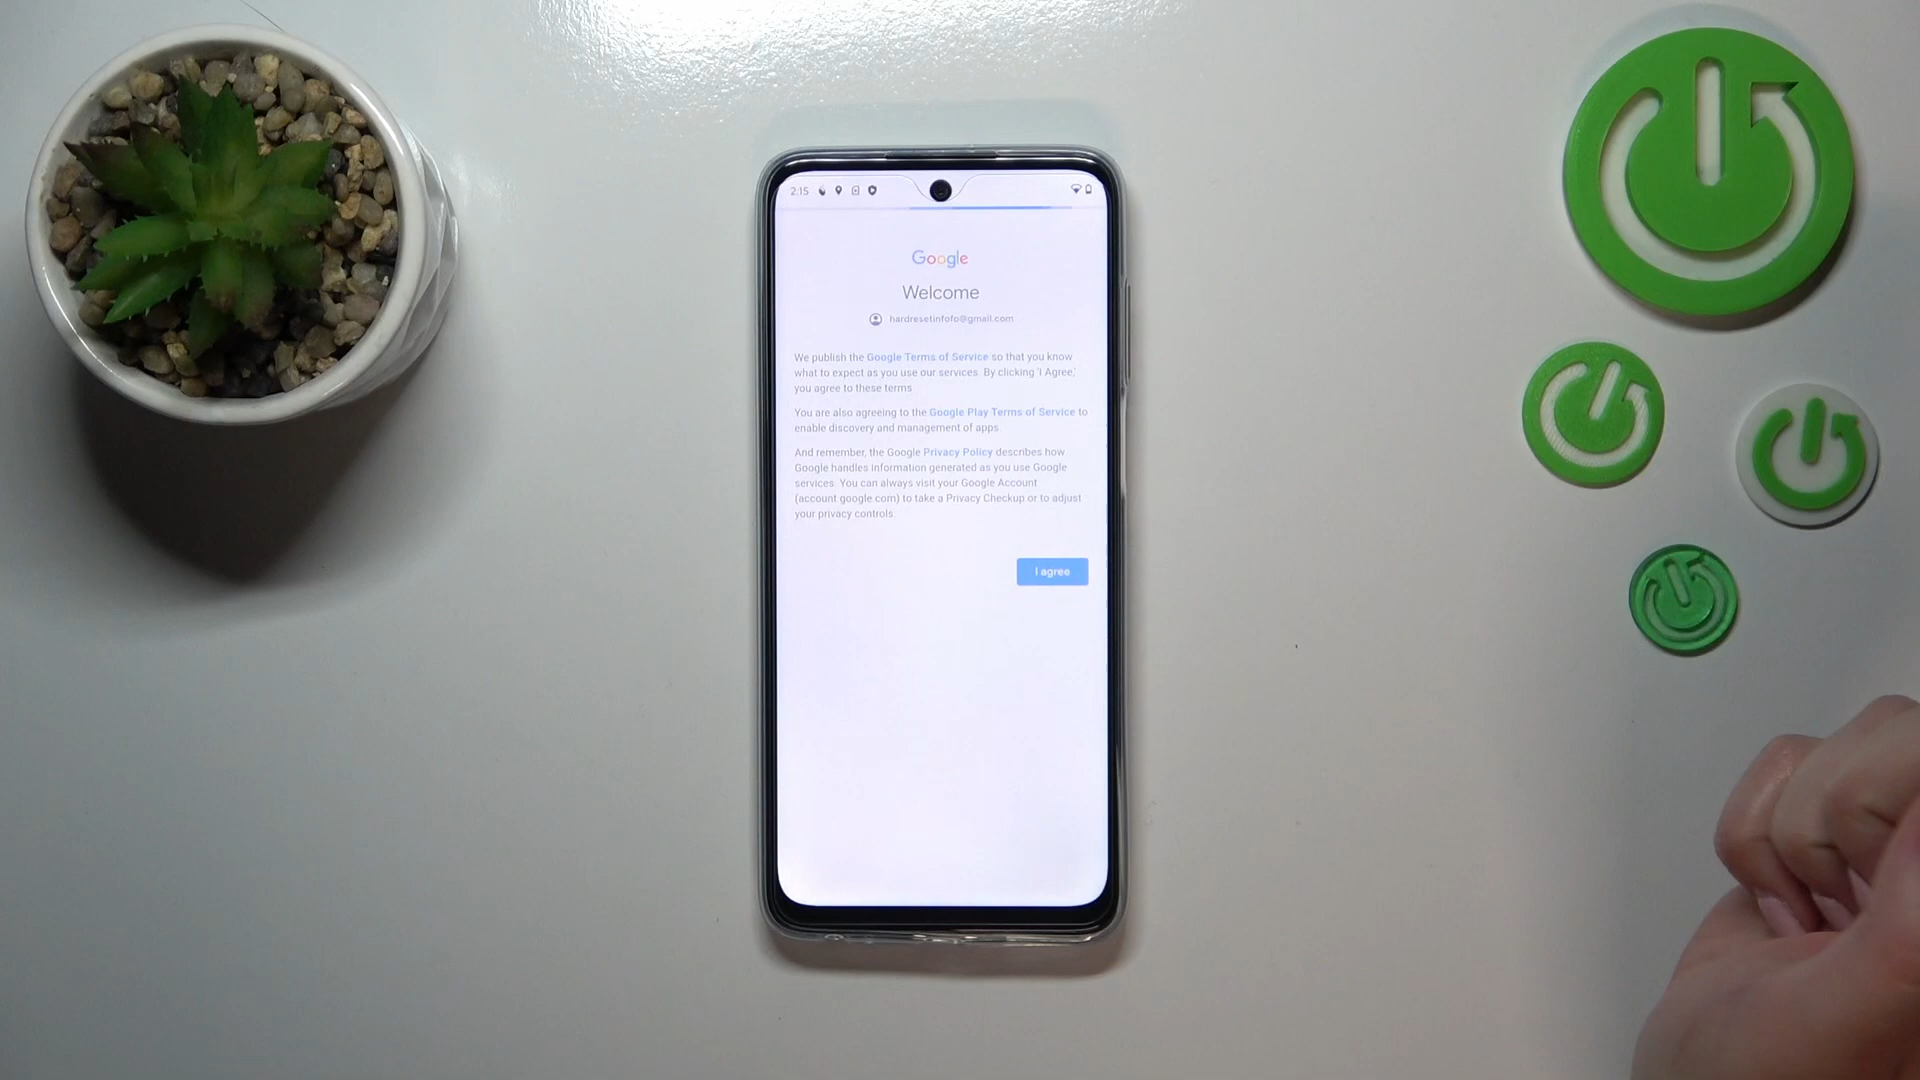 2:15
Google
Welcome
hardresetinfofo@gmail.com
We publish the Google Terms of Service so that you know
what to expect as you use our services. By clicking 'I Agree,'
you agree to these terms
You are also agreeing to the Google Play Terms of Service to
enable discovery and management of apps
And remember, the Google Privacy Policy describes how
Google handles information generated as you use Google
services. You can always visit your Google Account
(account.google.com) to take a Privacy Checkup or to adjust
your privacy controls
I agree